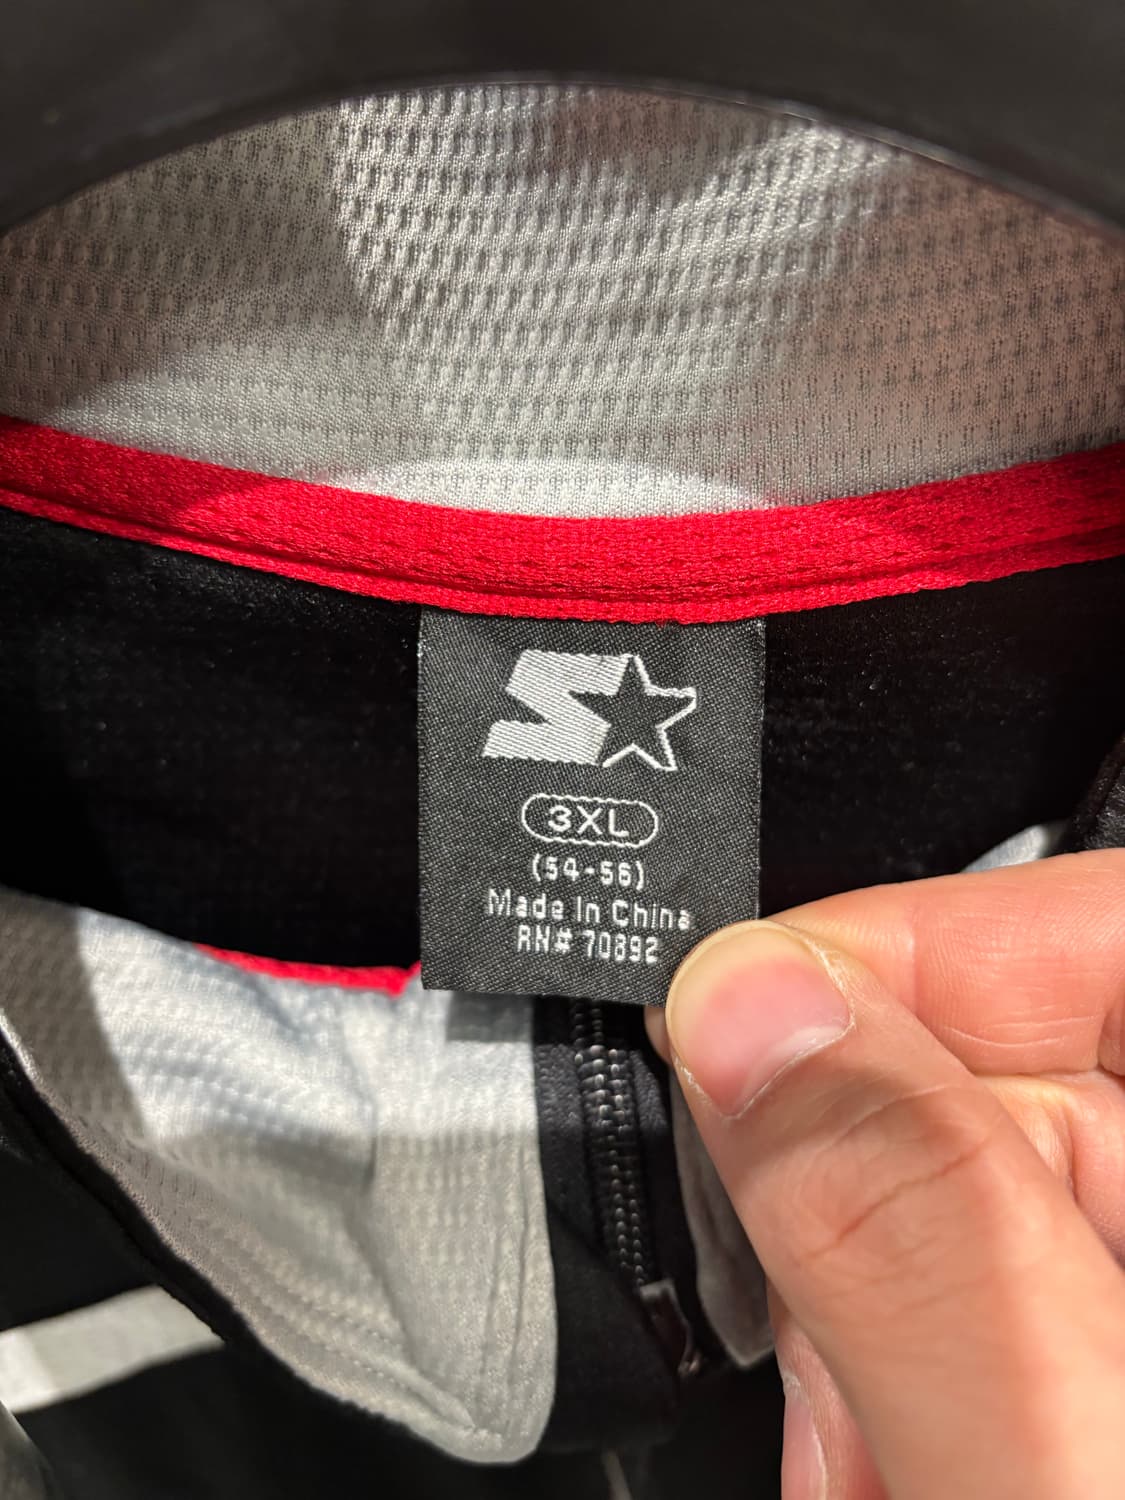 3XL
(54-56)
Made In China
RN# 70892